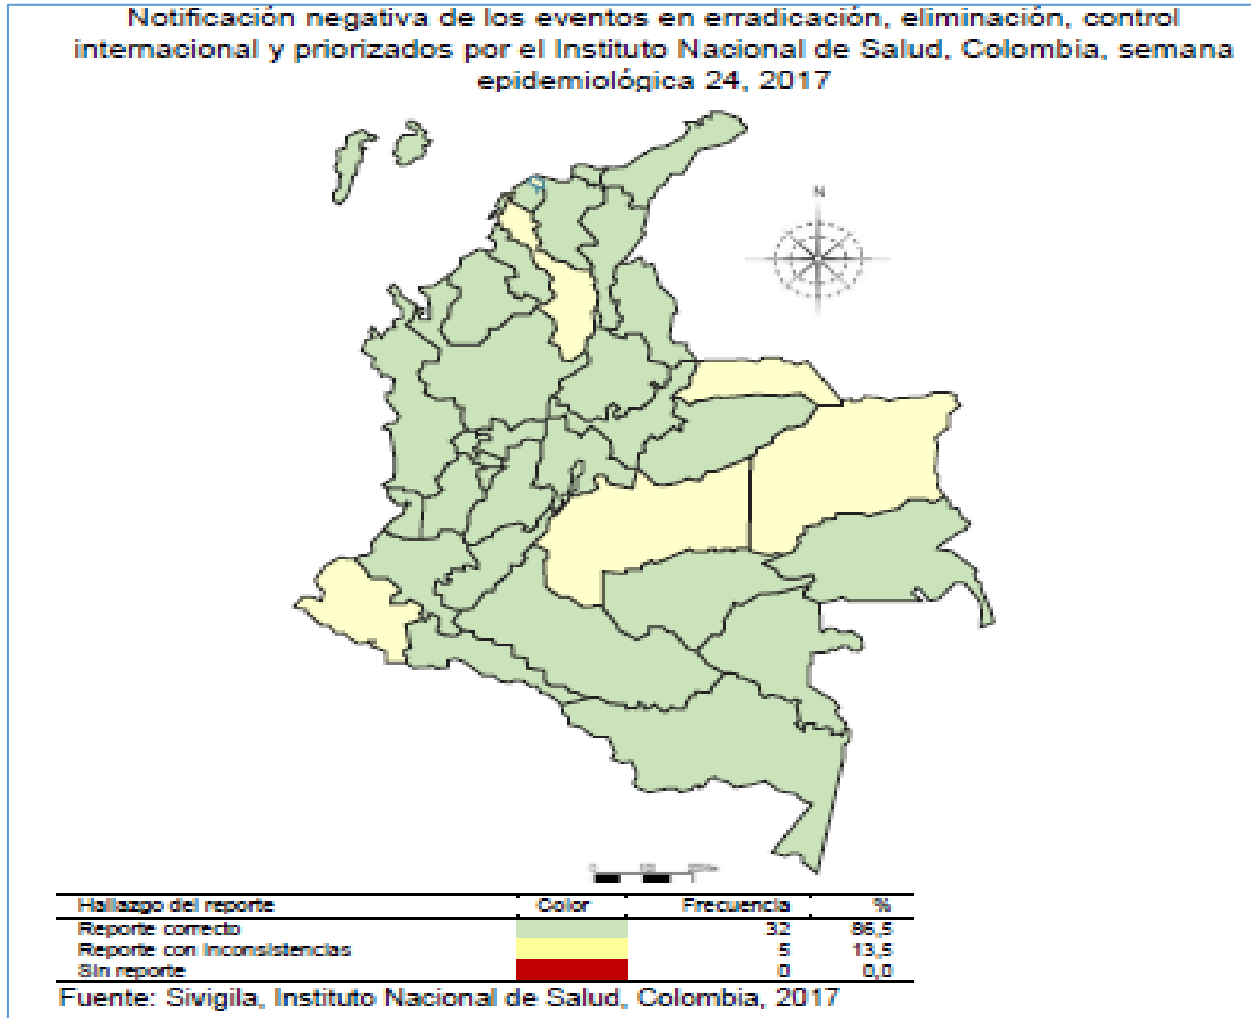 Notificación negativa de los eventos en erradicación, eliminación, control
internacional y priorizados por el Instituto Nacional de Salud, Colombia, semana
epidemiológica 24, 2017
N
0
Hallazgo del reporte Color Frecuencia %
Reporte correcto 32 86,5
Reporte con inconsistencias 5 13,5
Sin reporte 0 0,0
Fuente: Sivigila, Instituto Nacional de Salud, Colombia, 2017